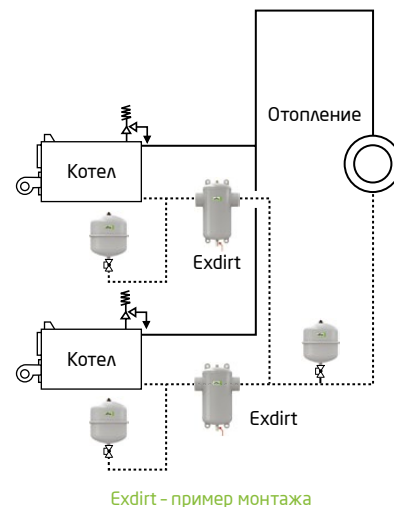 Отопление
Котел
Exdirt
Котел
Exdirt
Exdirt – пример монтажа